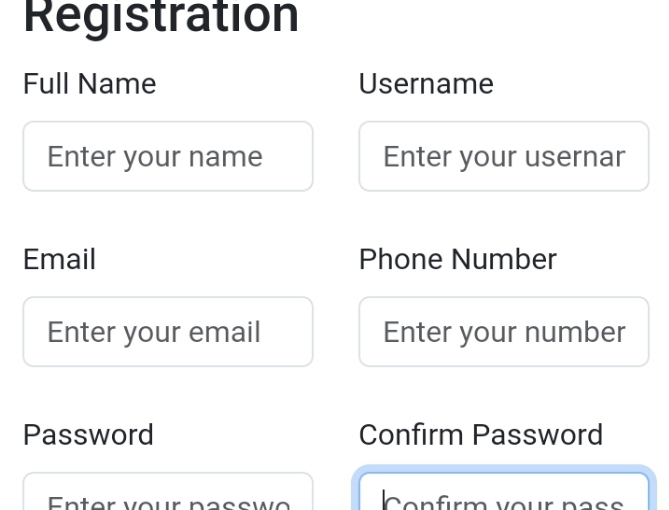 Registration
Full Name
Username
Enter your name
Enter your usernar
Email
Phone Number
Enter your email
Enter your number
Password
Confirm Password
Enter your passwo
Confirm your pass